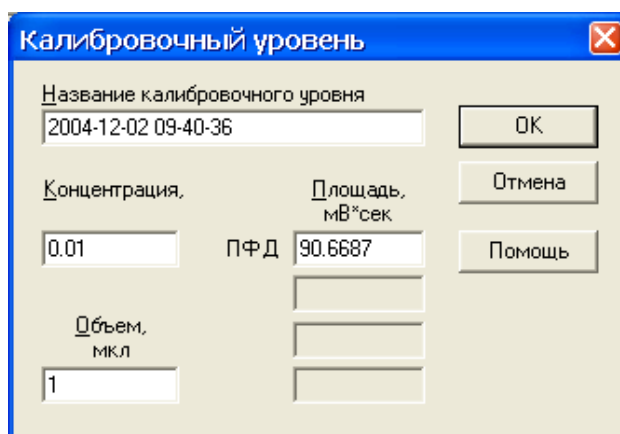 Калибровочный уровень
Название калибровочного уровня
2004-12-02 09-40-36
OK
Отмена
Концентрация,
Площадь,
мВ*сек
0.01
ПФД
90.6687
Помощь
Объем,
мкл
1